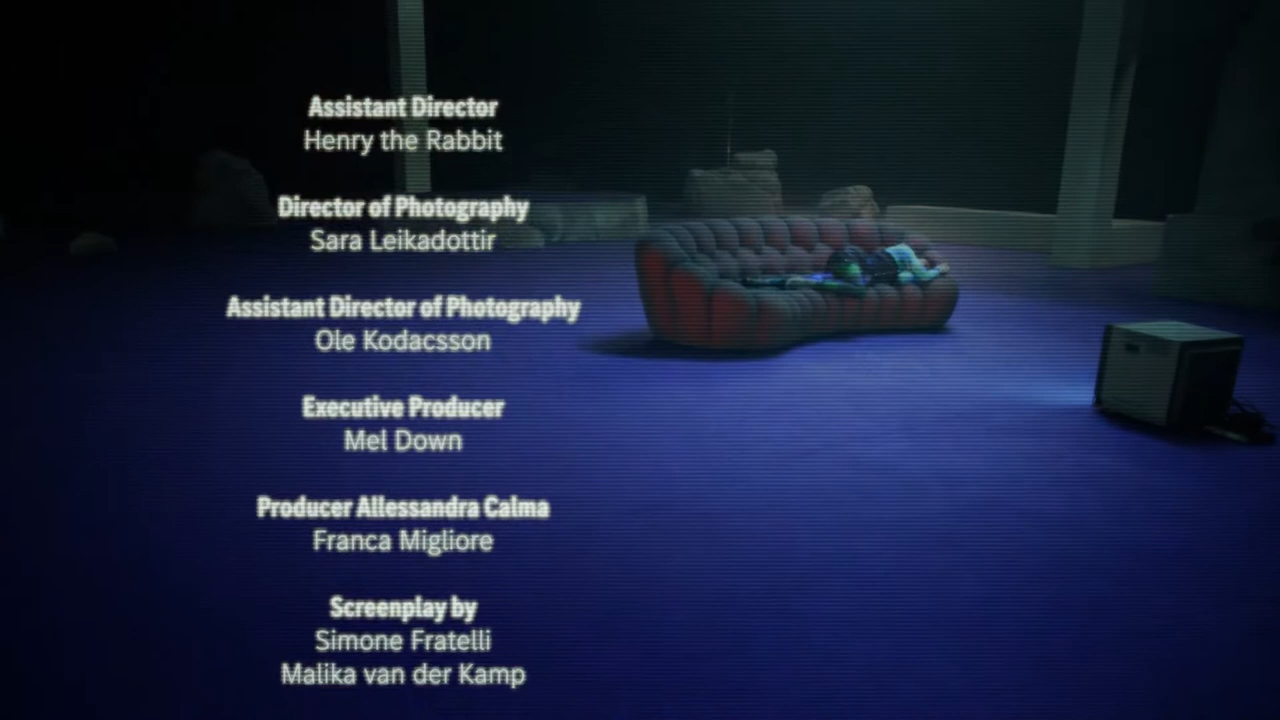 Assistant Director
Henry the Rabbit
Director of Photography
Sara Leikadottir
Assistant Director of Photography
Ole Kodacsson
Executive Producer
Mel Down
Producer Allessandra Calma
Franca Migliore
Screenplay by
Simone Fratelli
Malika van der Kamp